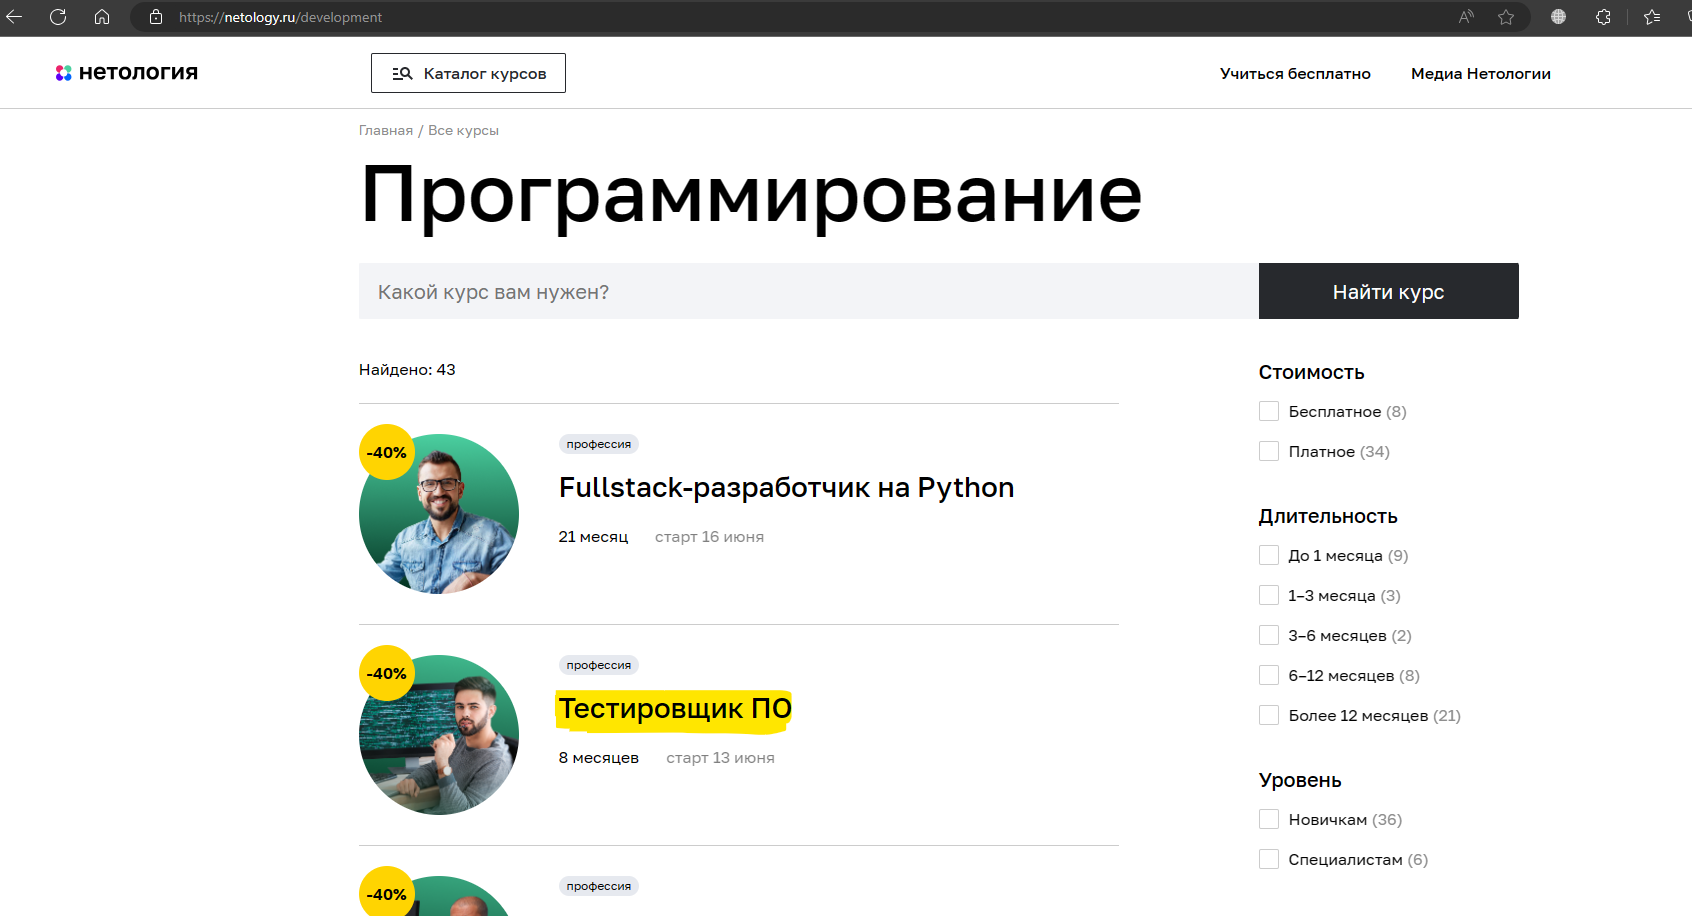 https://netology.ru/development
нетология
Каталог курсов
Учиться бесплатно
Медиа Нетологии
Главная / Все курсы
Программирование
Какой курс вам нужен?
Найти курс
Найдено: 43
-40%
профессия
Fullstack-разработчик на Python
21 месяц старт 16 июня
-40%
профессия
Тестировщик ПО
8 месяцев старт 13 июня
-40%
профессия
Стоимость
Бесплатное (8)
Платное (34)
Длительность
До 1 месяца (9)
1–3 месяца (3)
3–6 месяцев (2)
6–12 месяцев (8)
Более 12 месяцев (21)
Уровень
Новичкам (36)
Специалистам (6)